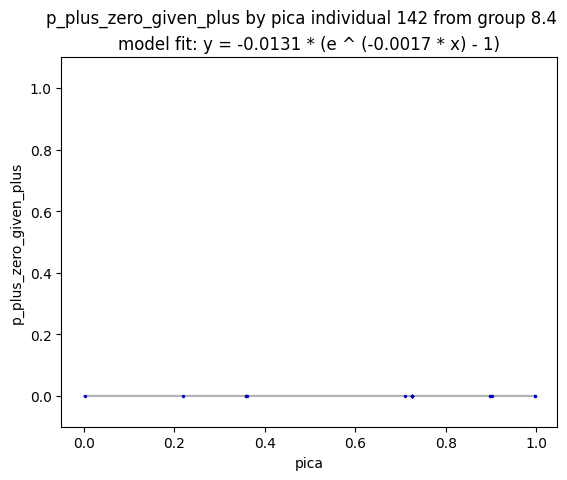 p_plus_zero_given_plus by pica individual 142 from group 8.4
model fit: y = -0.0131 * (e ^ (-0.0017 * x) - 1)
p_plus_zero_given_plus
1.0
0.8
0.6
0.4
0.2
0.0
0.0 0.2 0.4 0.6 0.8 1.0
pica